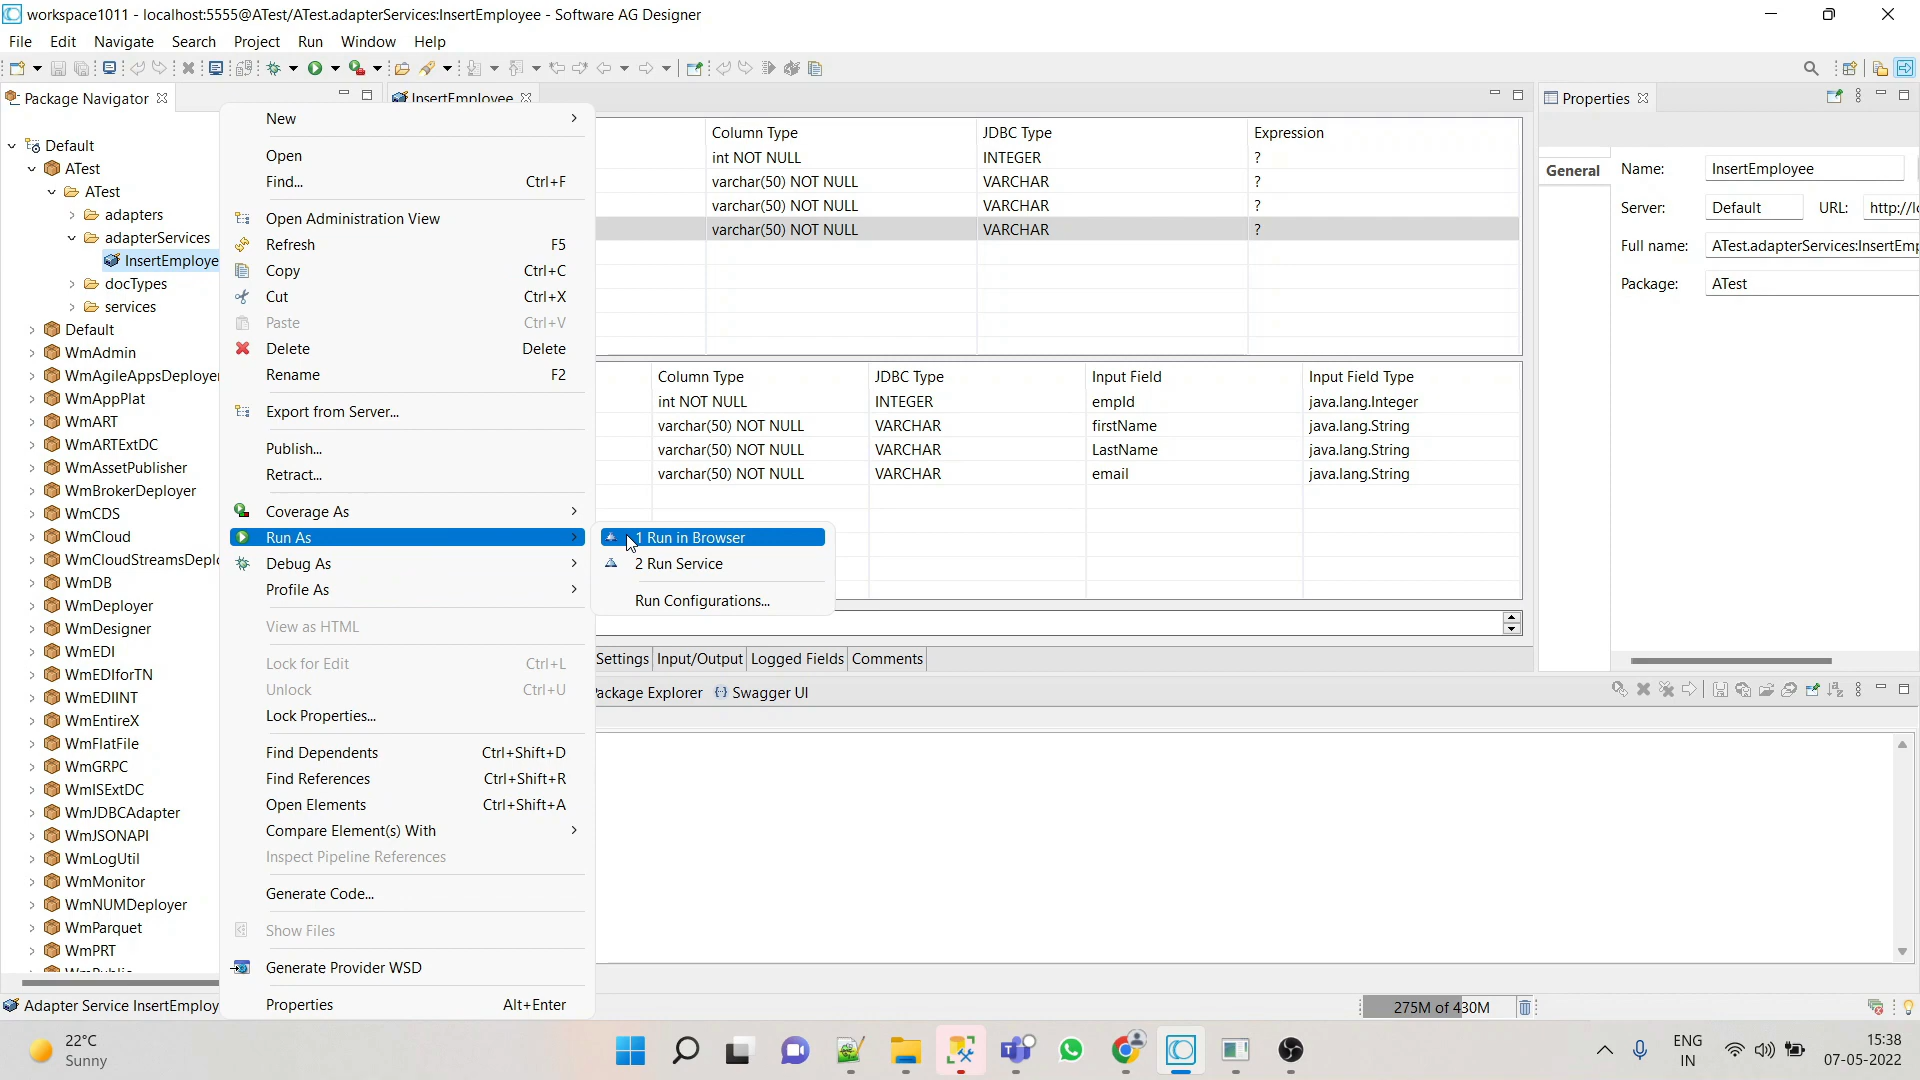 workspace1011 - localhost:5555@ATest/ATest.adapterServices:InsertEmployee - Software AG Designer
File Edit Navigate Search Project Run Window Help
Package Navigator
Default
ATest
ATest
adapters
adapterServices
InsertEmploye
docTypes
services
Default
WmAdmin
WmAgileAppsDeployer
WmAppPlat
WmART
WmARTExtDC
WmAssetPublisher
WmBrokerDeployer
WmCDS
WmCloud
WmCloudStreamsDeplo
WmDB
WmDeployer
WmDesigner
WmEDI
WmEDIforTN
WmEDIINT
WmEntireX
WmFlatFile
WmGRPC
WmISExtDC
WmJDBCAdapter
WmJSONAPI
WmLogUtil
WmMonitor
WmNUMDeployer
WmParquet
WmPRT
Adapter Service InsertEmploy
New
Open
Find... Ctrl+F
Open Administration View
Refresh F5
Copy Ctrl+C
Cut Ctrl+X
Paste Ctrl+V
Delete Delete
Rename F2
Export from Server...
Publish...
Retract...
Coverage As
Run As
Debug As
Profile As
View as HTML
Lock for Edit Ctrl+L
Unlock Ctrl+U
Lock Properties...
Find Dependents Ctrl+Shift+D
Find References Ctrl+Shift+R
Open Elements Ctrl+Shift+A
Compare Element(s) With
Inspect Pipeline References
Generate Code...
Show Files
Generate Provider WSD
Properties Alt+Enter
1 Run in Browser
2 Run Service
Run Configurations...
InsertEmployee
Column Type JDBC Type Expression
int NOT NULL INTEGER ?
varchar(50) NOT NULL VARCHAR ?
varchar(50) NOT NULL VARCHAR ?
varchar(50) NOT NULL VARCHAR ?
Column Type JDBC Type Input Field Input Field Type
int NOT NULL INTEGER empId java.lang.Integer
varchar(50) NOT NULL VARCHAR firstName java.lang.String
varchar(50) NOT NULL VARCHAR LastName java.lang.String
varchar(50) NOT NULL VARCHAR email java.lang.String
Settings Input/Output Logged Fields Comments
ackage Explorer Swagger UI
Properties
General
Name: InsertEmployee
Server: Default URL: http://lo
Full name: ATest.adapterServices:InsertEmp
Package: ATest
275M of 430M
22°C
Sunny
ENG
IN
15:38
07-05-2022